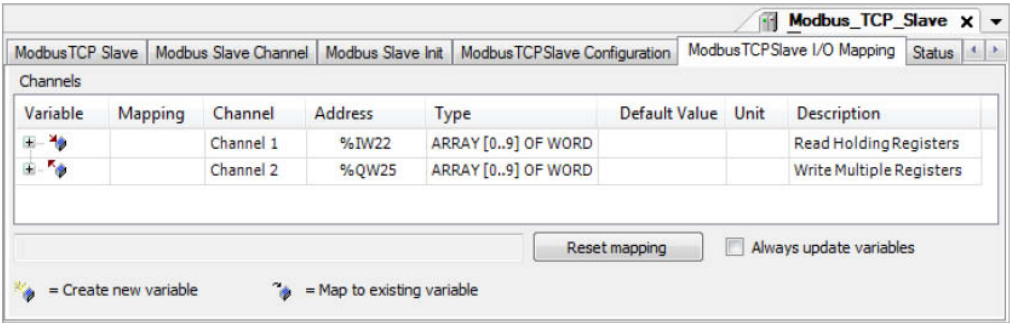 Modbus_TCP_Slave x
ModbusTCP Slave Modbus Slave Channel Modbus Slave Init ModbusTCPSlave Configuration ModbusTCPSlave I/O Mapping Status
Channels
Variable Mapping Channel Address Type Default Value Unit Description
Channel 1 %IW22 ARRAY [0..9] OF WORD Read Holding Registers
Channel 2 %QW25 ARRAY [0..9] OF WORD Write Multiple Registers
Reset mapping Always update variables
= Create new variable = Map to existing variable